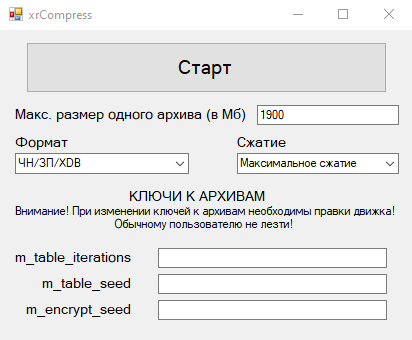 xrCompress
Старт
Макс. размер одного архива (в Мб) 1900
Формат Сжатие
ЧН/ЗП/XDB Максимальное сжатие
КЛЮЧИ К АРХИВАМ
Внимание! При изменении ключей к архивам необходимы правки движка!
Обычному пользователю не лезти!
m_table_iterations
m_table_seed
m_encrypt_seed